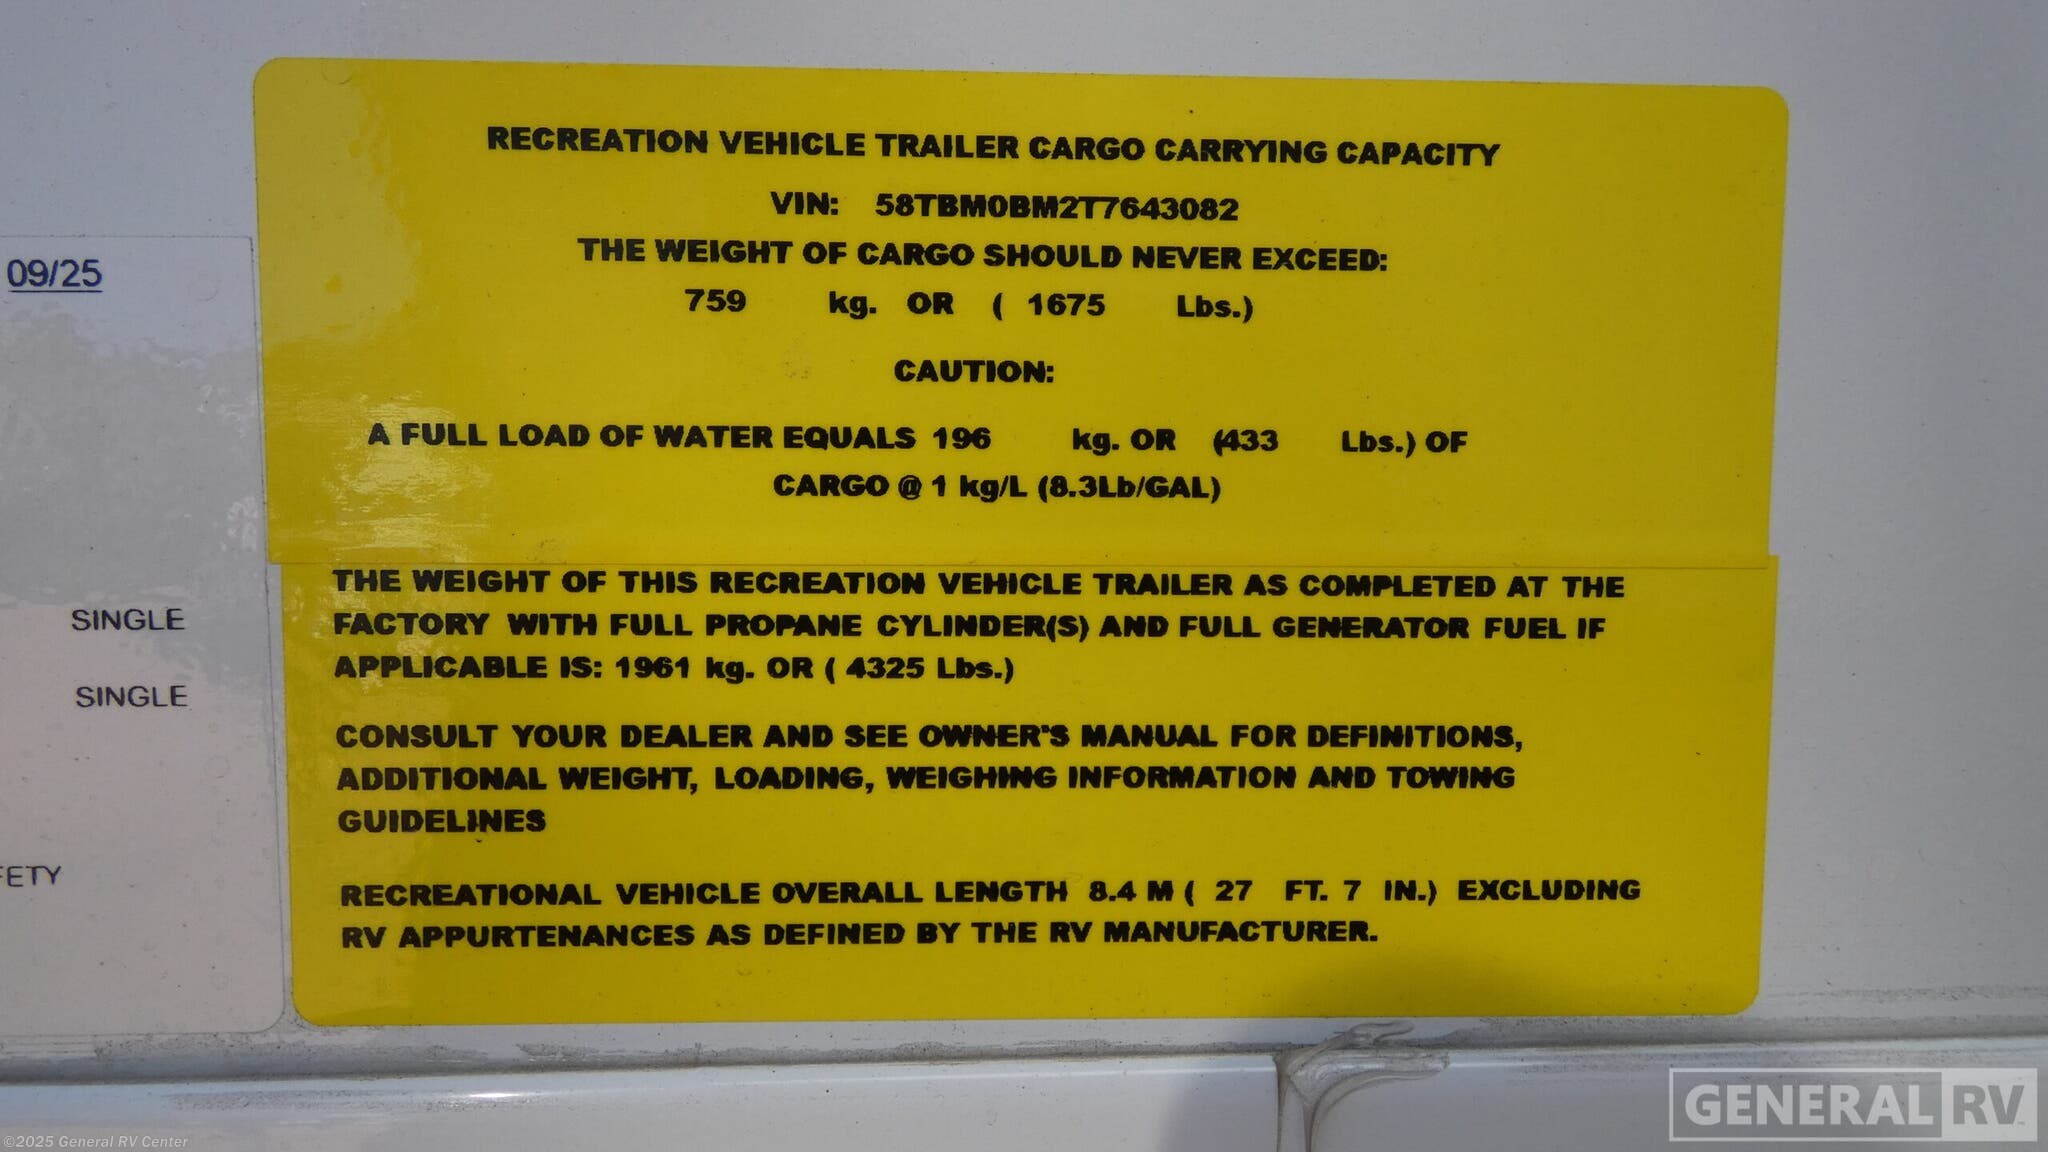 RECREATION VEHICLE TRAILER CARGO CARRYING CAPACITY
VIN: 58TBM0BM2T7643082
THE WEIGHT OF CARGO SHOULD NEVER EXCEED:
759 kg. OR ( 1675 Lbs.)
CAUTION:
A FULL LOAD OF WATER EQUALS 196 kg. OR (433 Lbs.) OF
CARGO @ 1 kg/L (8.3Lb/GAL)
THE WEIGHT OF THIS RECREATION VEHICLE TRAILER AS COMPLETED AT THE
FACTORY WITH FULL PROPANE CYLINDER(S) AND FULL GENERATOR FUEL IF
APPLICABLE IS: 1961 kg. OR ( 4325 Lbs.)
CONSULT YOUR DEALER AND SEE OWNER'S MANUAL FOR DEFINITIONS,
ADDITIONAL WEIGHT, LOADING, WEIGHING INFORMATION AND TOWING
GUIDELINES
RECREATIONAL VEHICLE OVERALL LENGTH 8.4 M ( 27 FT. 7 IN.) EXCLUDING
RV APPURTENANCES AS DEFINED BY THE RV MANUFACTURER.
09/25
SINGLE
SINGLE
FETY
GENERAL RV
©2025 General RV Center